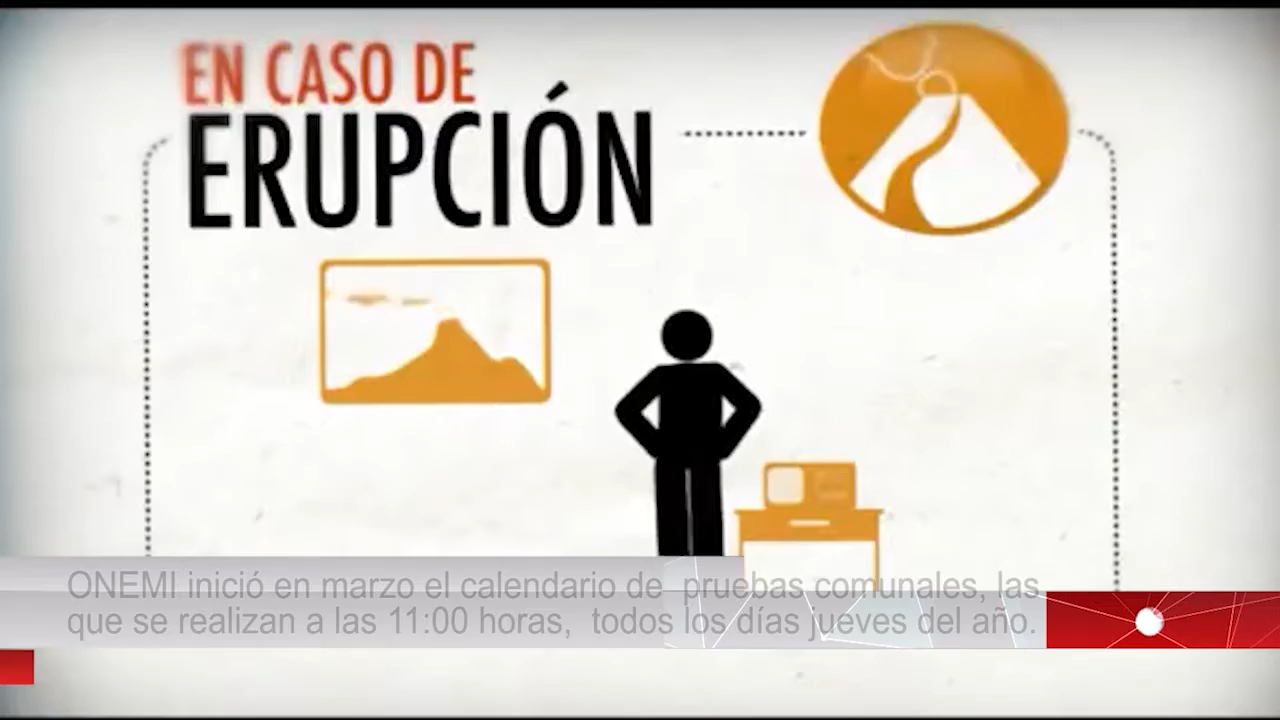 EN CASO DE
ERUPCIÓN
ONEMI inició en marzo el calendario de pruebas comunales, las
que se realizan a las 11:00 horas, todos los días jueves del año.